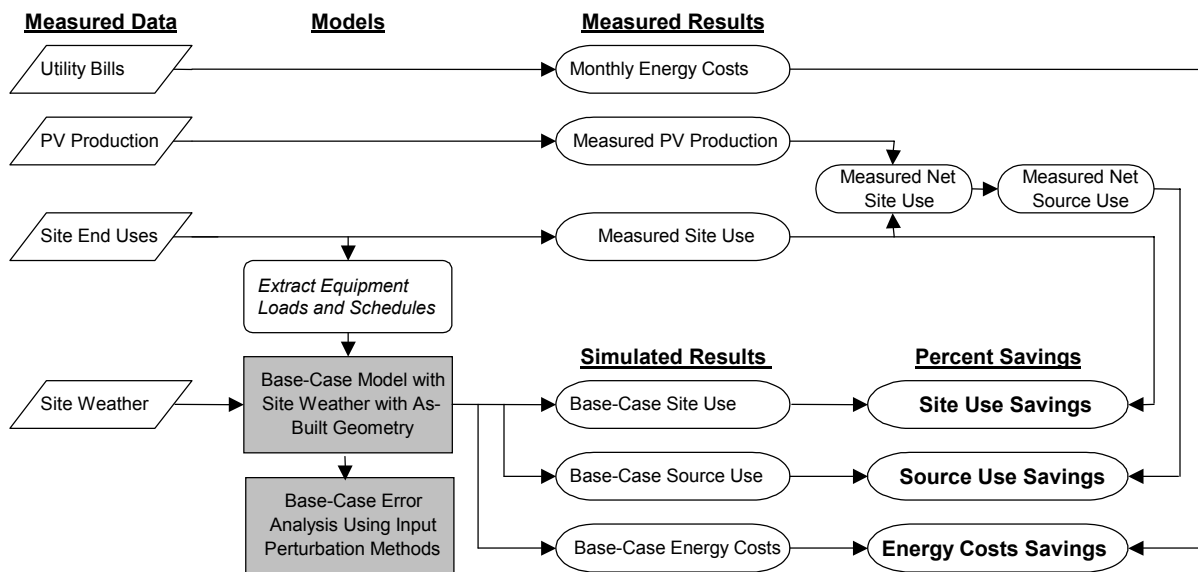 Measured Data
Models
Measured Results
Utility Bills
Monthly Energy Costs
PV Production
Measured PV Production
Measured Net
Site Use
Measured Net
Source Use
Site End Uses
Measured Site Use
Extract Equipment
Loads and Schedules
Simulated Results
Percent Savings
Site Weather
Base-Case Model with
Site Weather with As-
Built Geometry
Base-Case Site Use
Site Use Savings
Base-Case Source Use
Source Use Savings
Base-Case Error
Analysis Using Input
Perturbation Methods
Base-Case Energy Costs
Energy Costs Savings